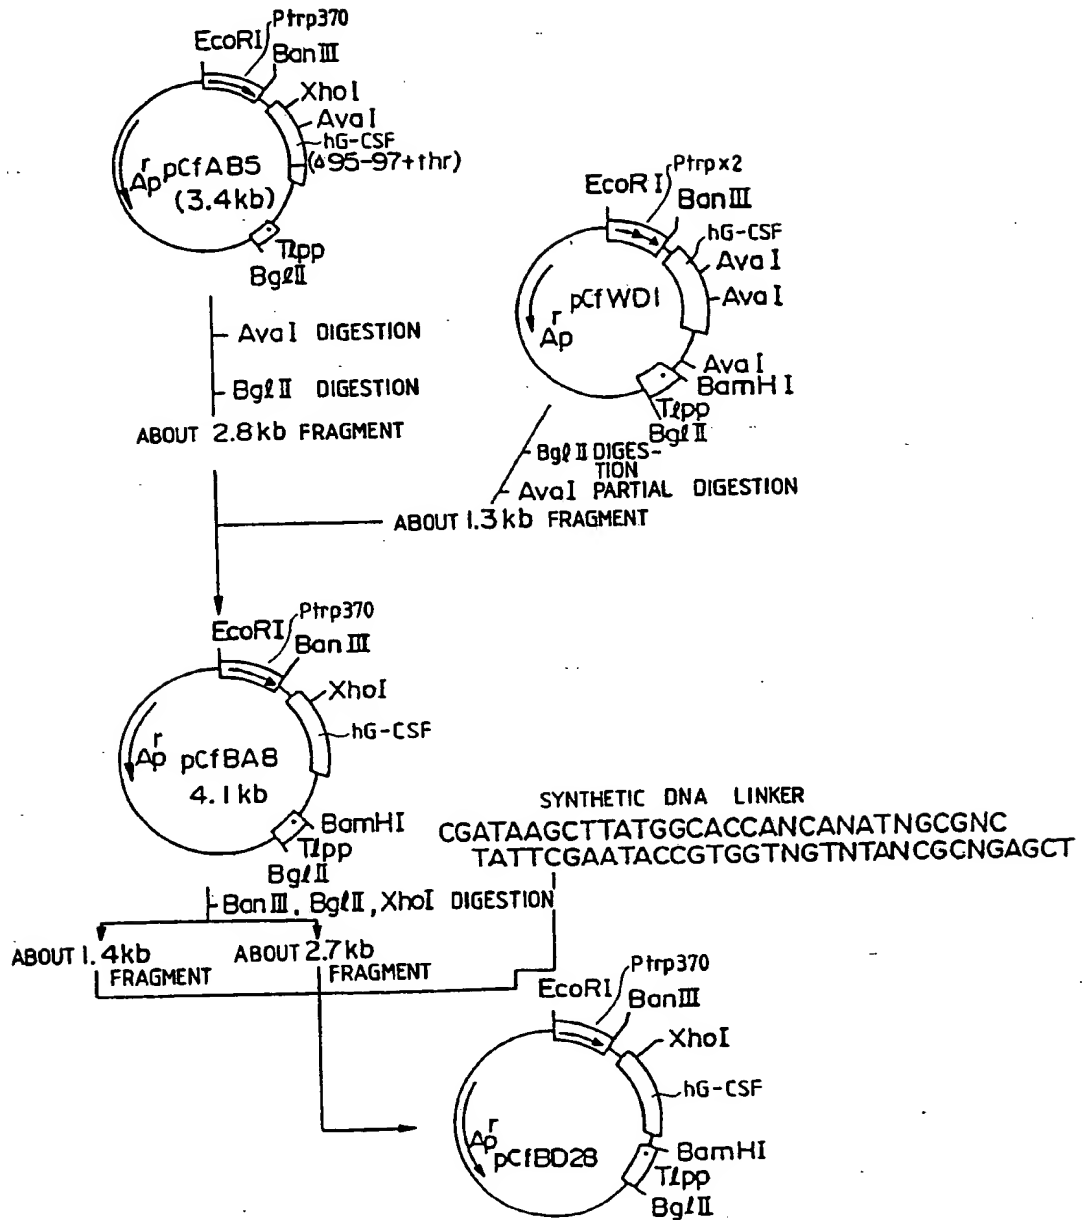 Ptrp370
EcoRI
BanIII
XhoI
AvaI
hG-CSF
(Δ95-97+thr)
Apr
pCfAB5
(3.4kb)
Tlpp
BglII
Ptrpx2
EcoRI
BanIII
hG-CSF
AvaI
AvaI
pCfWD1
Apr
AvaI
BamHI
Tlpp
BglII
AvaI DIGESTION
BglII DIGESTION
ABOUT 2.8kb FRAGMENT
BglII DIGES-
TION
AvaI PARTIAL DIGESTION
ABOUT 1.3kb FRAGMENT
Ptrp370
EcoRI
BanIII
XhoI
hG-CSF
Apr
pCfBA8
4.1kb
BamHI
Tlpp
BglII
SYNTHETIC DNA LINKER
CGATAAGCTTATGGCACCANCANATNGCGNC
TATTCGAATACCGTGGTNGTNTANCGCNGAGCT
BanIII, BglII, XhoI DIGESTION
ABOUT 1.4kb
FRAGMENT
ABOUT 2.7kb
FRAGMENT
Ptrp370
EcoRI
BanIII
XhoI
hG-CSF
Apr
pCfBD28
BamHI
Tlpp
BglII